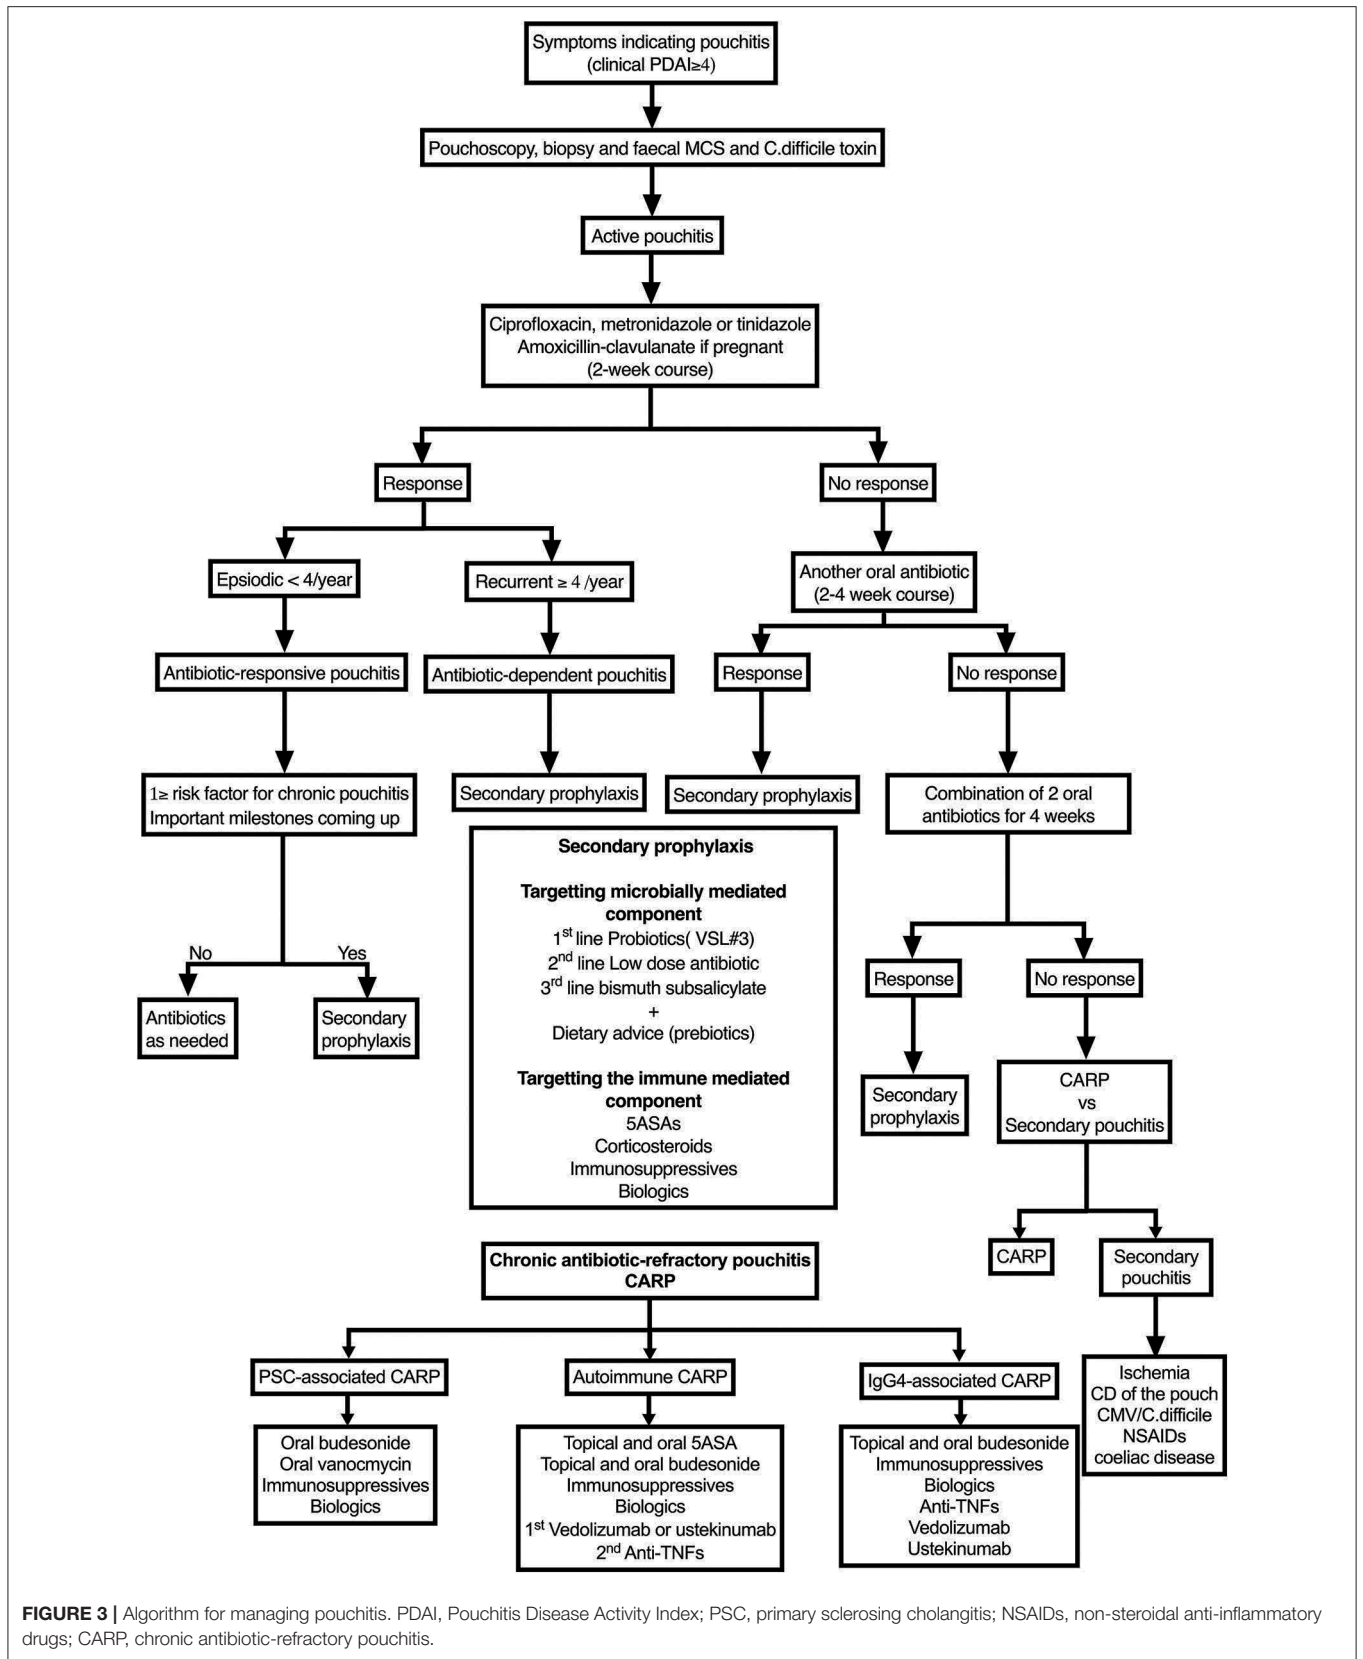 Symptoms indicating pouchitis
(clinical PDAI≥4)
Pouchoscopy, biopsy and faecal MCS and C.difficile toxin
Active pouchitis
Ciprofloxacin, metronidazole or tinidazole
Amoxicillin-clavulanate if pregnant
(2-week course)
Response
No response
Epsiodic < 4/year
Recurrent ≥ 4 /year
Another oral antibiotic
(2-4 week course)
Antibiotic-responsive pouchitis
Antibiotic-dependent pouchitis
Response
No response
1≥ risk factor for chronic pouchitis
Important milestones coming up
Secondary prophylaxis
Secondary prophylaxis
Combination of 2 oral
antibiotics for 4 weeks
No
Yes
Antibiotics
as needed
Secondary
prophylaxis
Secondary prophylaxis
Targetting microbially mediated
component
1st line Probiotics( VSL#3)
2nd line Low dose antibiotic
3rd line bismuth subsalicylate
+
Dietary advice (prebiotics)
Targetting the immune mediated
component
5ASAs
Corticosteroids
Immunosuppressives
Biologics
Response
No response
Secondary
prophylaxis
CARP
vs
Secondary pouchitis
CARP
Secondary
pouchitis
Ischemia
CD of the pouch
CMV/C.difficile
NSAIDs
coeliac disease
Chronic antibiotic-refractory pouchitis
CARP
PSC-associated CARP
Autoimmune CARP
IgG4-associated CARP
Oral budesonide
Oral vanocmycin
Immunosuppressives
Biologics
Topical and oral 5ASA
Topical and oral budesonide
Immunosuppressives
Biologics
1st Vedolizumab or ustekinumab
2nd Anti-TNFs
Topical and oral budesonide
Immunosuppressives
Biologics
Anti-TNFs
Vedolizumab
Ustekinumab
FIGURE 3 | Algorithm for managing pouchitis. PDAI, Pouchitis Disease Activity Index; PSC, primary sclerosing cholangitis; NSAIDs, non-steroidal anti-inflammatory
drugs; CARP, chronic antibiotic-refractory pouchitis.